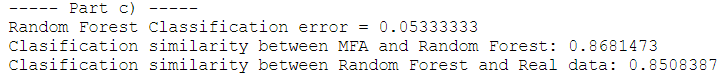 ----- Part c) -----
Random Forest Classification error = 0.05333333
Clasification similarity between MFA and Random Forest: 0.8681473
Clasification similarity between Random Forest and Real data: 0.8508387